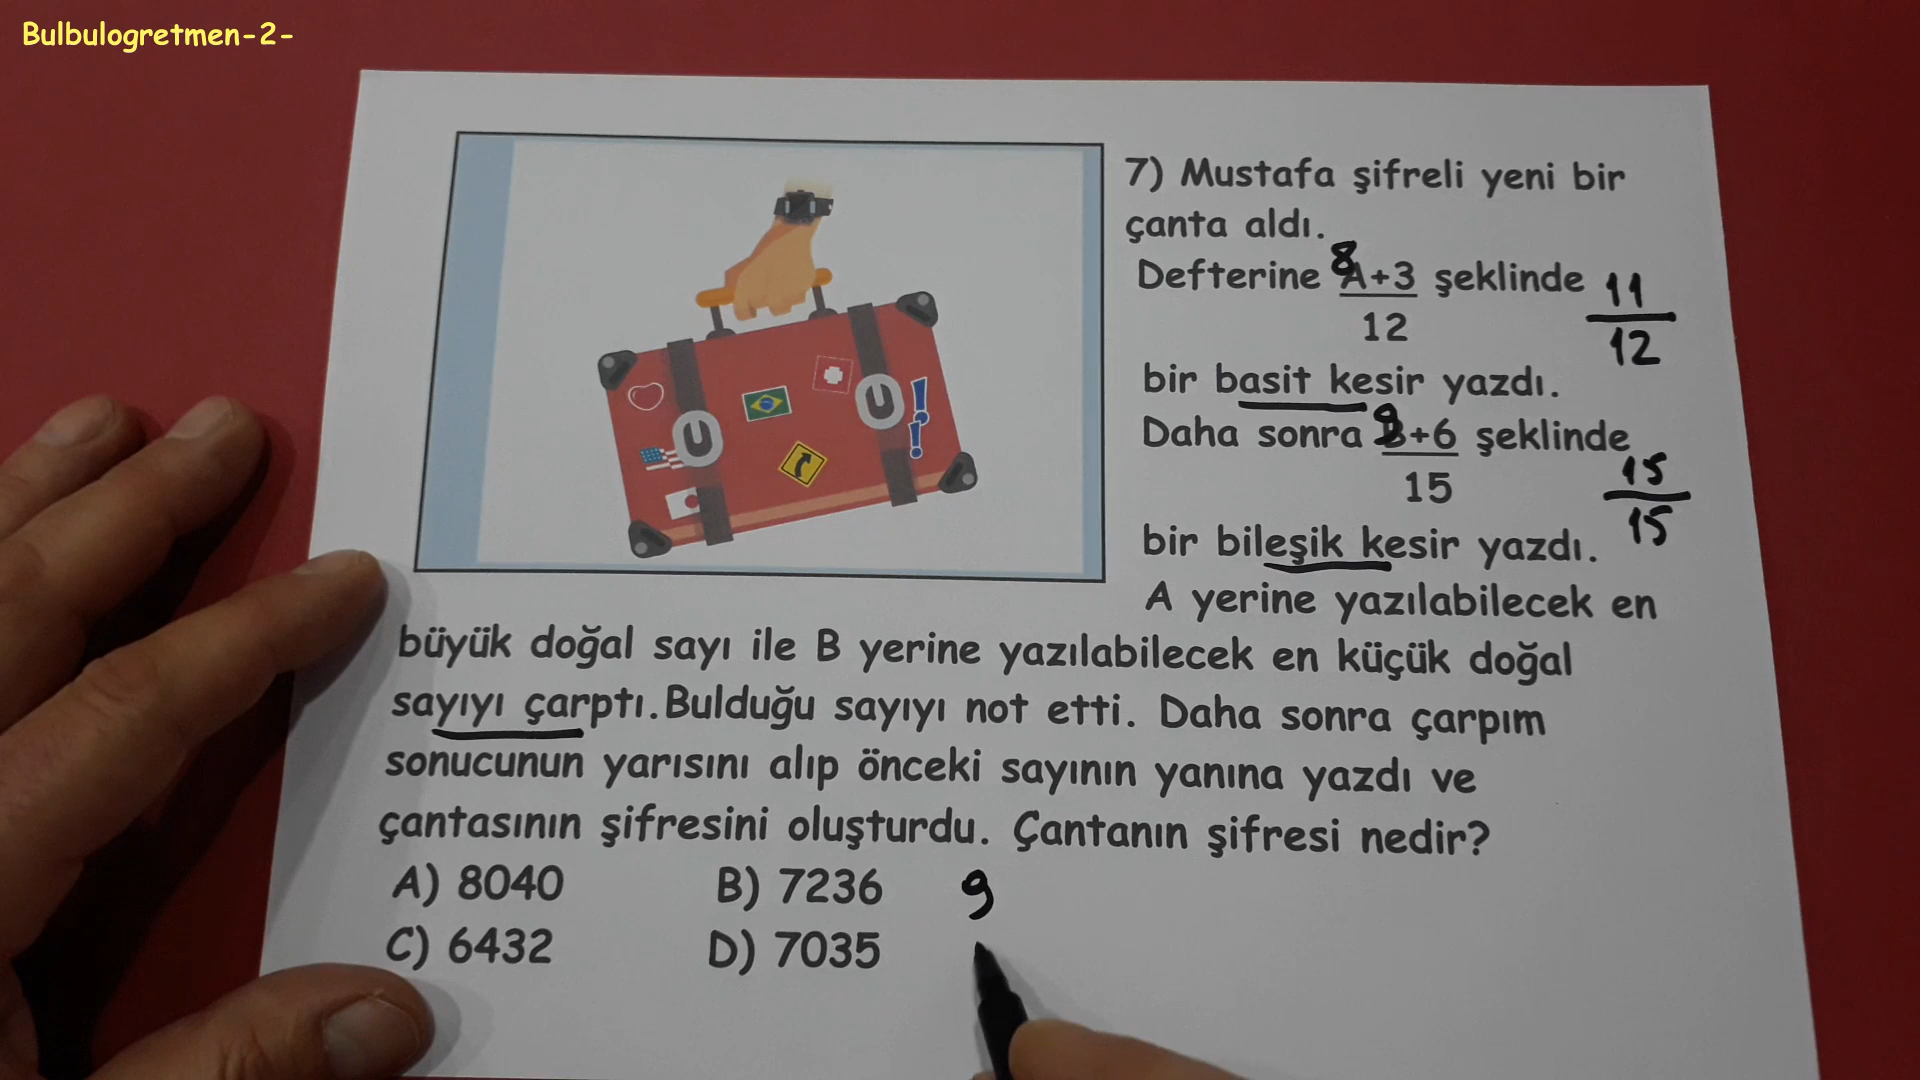 Bulbulogretmen-2-
7) Mustafa şifreli yeni bir
çanta aldı.
Defterine A+3 şeklinde
12
8
11
12
bir basit kesir yazdı.
Daha sonra B+6 şeklinde
15
9
15
15
bir bileşik kesir yazdı.
A yerine yazılabilecek en
büyük doğal sayı ile B yerine yazılabilecek en küçük doğal
sayıyı çarptı.Bulduğu sayıyı not etti. Daha sonra çarpım
sonucunun yarısını alıp önceki sayının yanına yazdı ve
çantasının şifresini oluşturdu. Çantanın şifresi nedir?
A) 8040 B) 7236
C) 6432 D) 7035
9